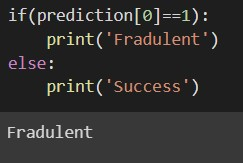 if(prediction[0]==1):
    print('Fradulent')
else:
    print('Success')
Fradulent